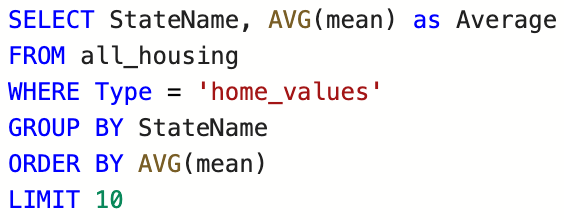 SELECT StateName, AVG(mean) as Average
FROM all_housing
WHERE Type = 'home_values'
GROUP BY StateName
ORDER BY AVG(mean)
LIMIT 10